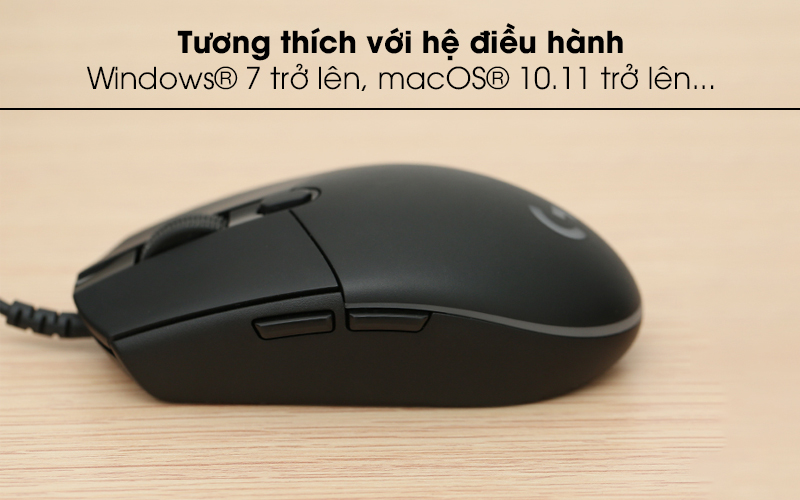 Tương thích với hệ điều hành
Windows® 7 trở lên, macOS® 10.11 trở lên...